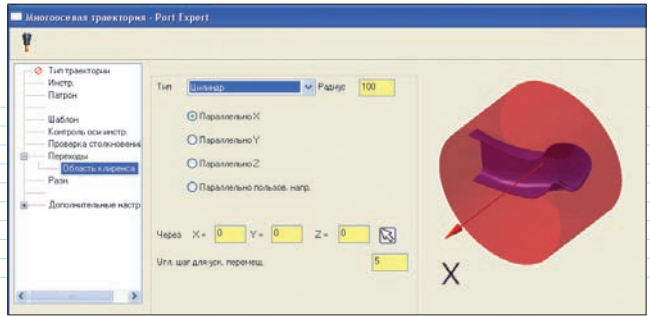 Многоосевая траектория - Port Expert
Тип траектории
Инстр.
Патрон
Шаблон
Контроль оси инстр.
Проверка столкновений
Переходы
Область клиренса
Разн.
Дополнительные настр
Тип Цилиндр Радиус 100
Параллельно X
Параллельно Y
Параллельно Z
Параллельно пользов. напр.
Через X = 0 Y = 0 Z = 0
Угл. шаг для уск. перемещ. 5
X